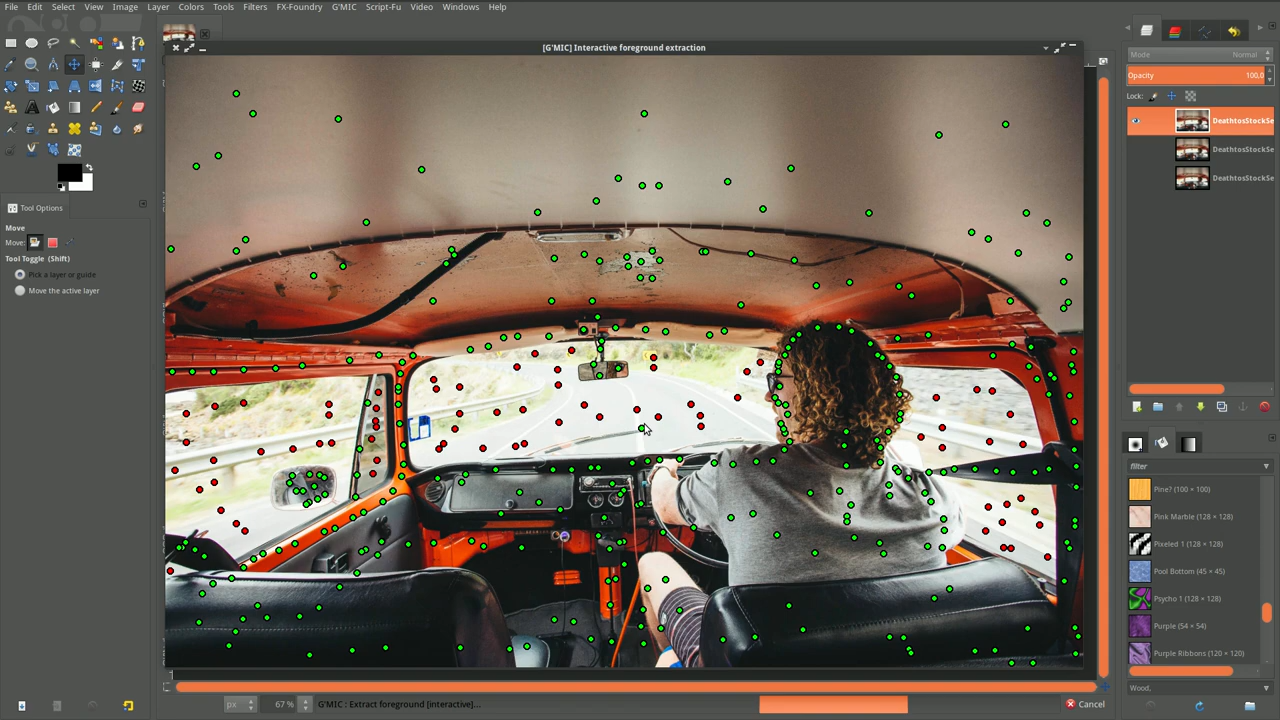 File Edit Select View Image Layer Colors Tools Filters FX-Foundry G'MIC Script-Fu Video Windows Help
[G'MIC] Interactive foreground extraction
Mode Normal
Opacity 100,0
Lock:
DeathtosStockSe
DeathtosStockSe
DeathtosStockSe
Tool Options
Move
Move:
Tool Toggle (Shift)
Pick a layer or guide
Move the active layer
filter
Pine? (100 × 100)
Pink Marble (128 × 128)
Pixeled 1 (128 × 128)
Pool Bottom (45 × 45)
Psycho 1 (128 × 128)
Purple (54 × 54)
Purple Ribbons (120 × 120)
Wood,
px 67 % G'MIC : Extract foreground [interactive]... Cancel